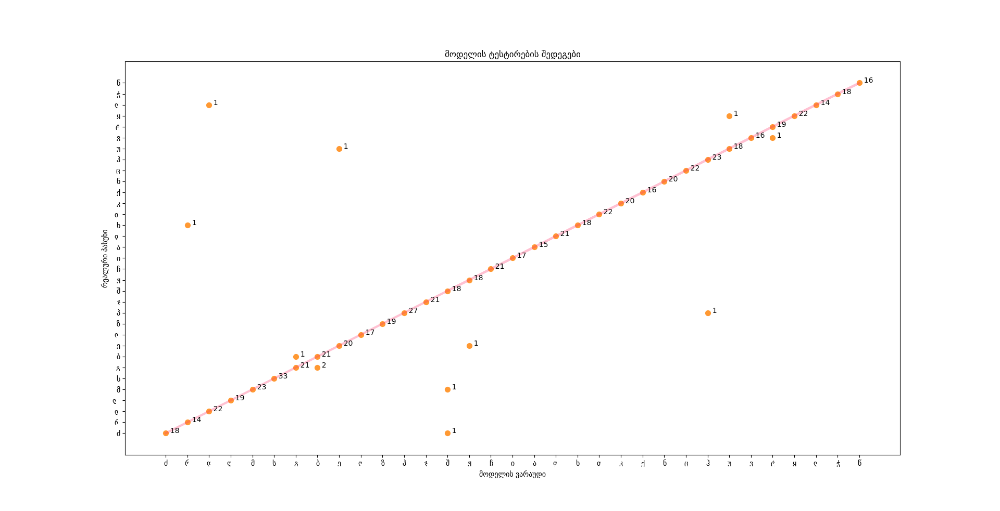 მოდელის ტესტირების შედეგები
რეალური პასუხი
წ 16
ჭ 18
ღ 1 14
ყ 1 22
ტ 19
ვ 16 1
უ 1 18
ჰ 23
ც 22
ნ 20
ქ 16
კ 20
თ 22
ხ 1 18
ფ 21
ა 15
ი 17
ჩ 21
ჟ 18
შ 18
ჯ 21
პ 27 1
ზ 19
ო 17
ე 20 1
ბ 1 21
გ 21 2
ს 33
მ 23 1
ლ 19
დ 22
რ 14
ძ 18 1
ძ რ დ ლ მ ს გ ბ ე ო ზ პ ჯ შ ჟ ჩ ი ა ფ ხ თ კ ქ ნ ც ჰ უ ვ ტ ყ ღ ჭ წ
მოდელის ვარაუდი